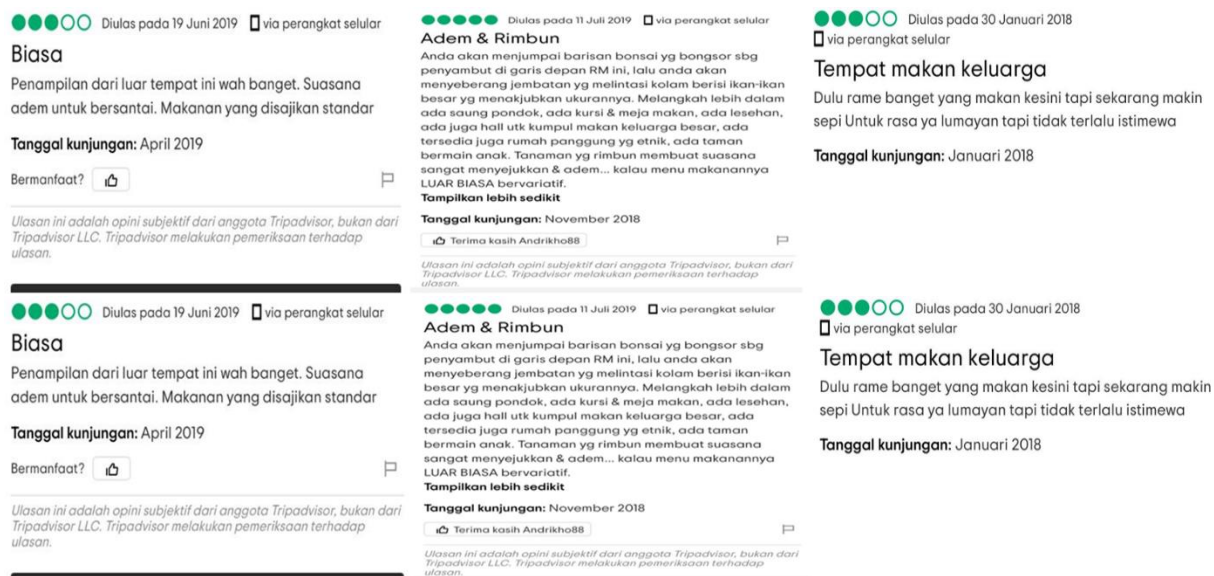 Diulas pada 19 Juni 2019 via perangkat selular
Biasa
Penampilan dari luar tempat ini wah banget. Suasana
adem untuk bersantai. Makanan yang disajikan standar
Tanggal kunjungan: April 2019
Bermanfaat?
Ulasan ini adalah opini subjektif dari anggota Tripadvisor, bukan dari
Tripadvisor LLC. Tripadvisor melakukan pemeriksaan terhadap
ulasan.
Diulas pada 11 Juli 2019 via perangkat selular
Adem & Rimbun
Anda akan menjumpai barisan bonsai yg bongsor sbg
penyambut di garis depan RM ini, lalu anda akan
menyeberang jembatan yg melintasi kolam berisi ikan-ikan
besar yg menakjubkan ukurannya. Melangkah lebih dalam
ada saung pondok, ada kursi & meja makan, ada lesehan,
ada juga hall utk kumpul makan keluarga besar, ada
tersedia juga rumah panggung yg etnik, ada taman
bermain anak. Tanaman yg rimbun membuat suasana
sangat menyejukkan & adem... kalau menu makanannya
LUAR BIASA bervariatif.
Tampilkan lebih sedikit
Tanggal kunjungan: November 2018
Terima kasih Andrikho88
Ulasan ini adalah opini subjektif dari anggota Tripadvisor, bukan dari
Tripadvisor LLC. Tripadvisor melakukan pemeriksaan terhadap
ulasan.
Diulas pada 30 Januari 2018
via perangkat selular
Tempat makan keluarga
Dulu rame banget yang makan kesini tapi sekarang makin
sepi Untuk rasa ya lumayan tapi tidak terlalu istimewa
Tanggal kunjungan: Januari 2018
Diulas pada 19 Juni 2019 via perangkat selular
Biasa
Penampilan dari luar tempat ini wah banget. Suasana
adem untuk bersantai. Makanan yang disajikan standar
Tanggal kunjungan: April 2019
Bermanfaat?
Ulasan ini adalah opini subjektif dari anggota Tripadvisor, bukan dari
Tripadvisor LLC. Tripadvisor melakukan pemeriksaan terhadap
ulasan.
Diulas pada 11 Juli 2019 via perangkat selular
Adem & Rimbun
Anda akan menjumpai barisan bonsai yg bongsor sbg
penyambut di garis depan RM ini, lalu anda akan
menyeberang jembatan yg melintasi kolam berisi ikan-ikan
besar yg menakjubkan ukurannya. Melangkah lebih dalam
ada saung pondok, ada kursi & meja makan, ada lesehan,
ada juga hall utk kumpul makan keluarga besar, ada
tersedia juga rumah panggung yg etnik, ada taman
bermain anak. Tanaman yg rimbun membuat suasana
sangat menyejukkan & adem... kalau menu makanannya
LUAR BIASA bervariatif.
Tampilkan lebih sedikit
Tanggal kunjungan: November 2018
Terima kasih Andrikho88
Ulasan ini adalah opini subjektif dari anggota Tripadvisor, bukan dari
Tripadvisor LLC. Tripadvisor melakukan pemeriksaan terhadap
ulasan.
Diulas pada 30 Januari 2018
via perangkat selular
Tempat makan keluarga
Dulu rame banget yang makan kesini tapi sekarang makin
sepi Untuk rasa ya lumayan tapi tidak terlalu istimewa
Tanggal kunjungan: Januari 2018